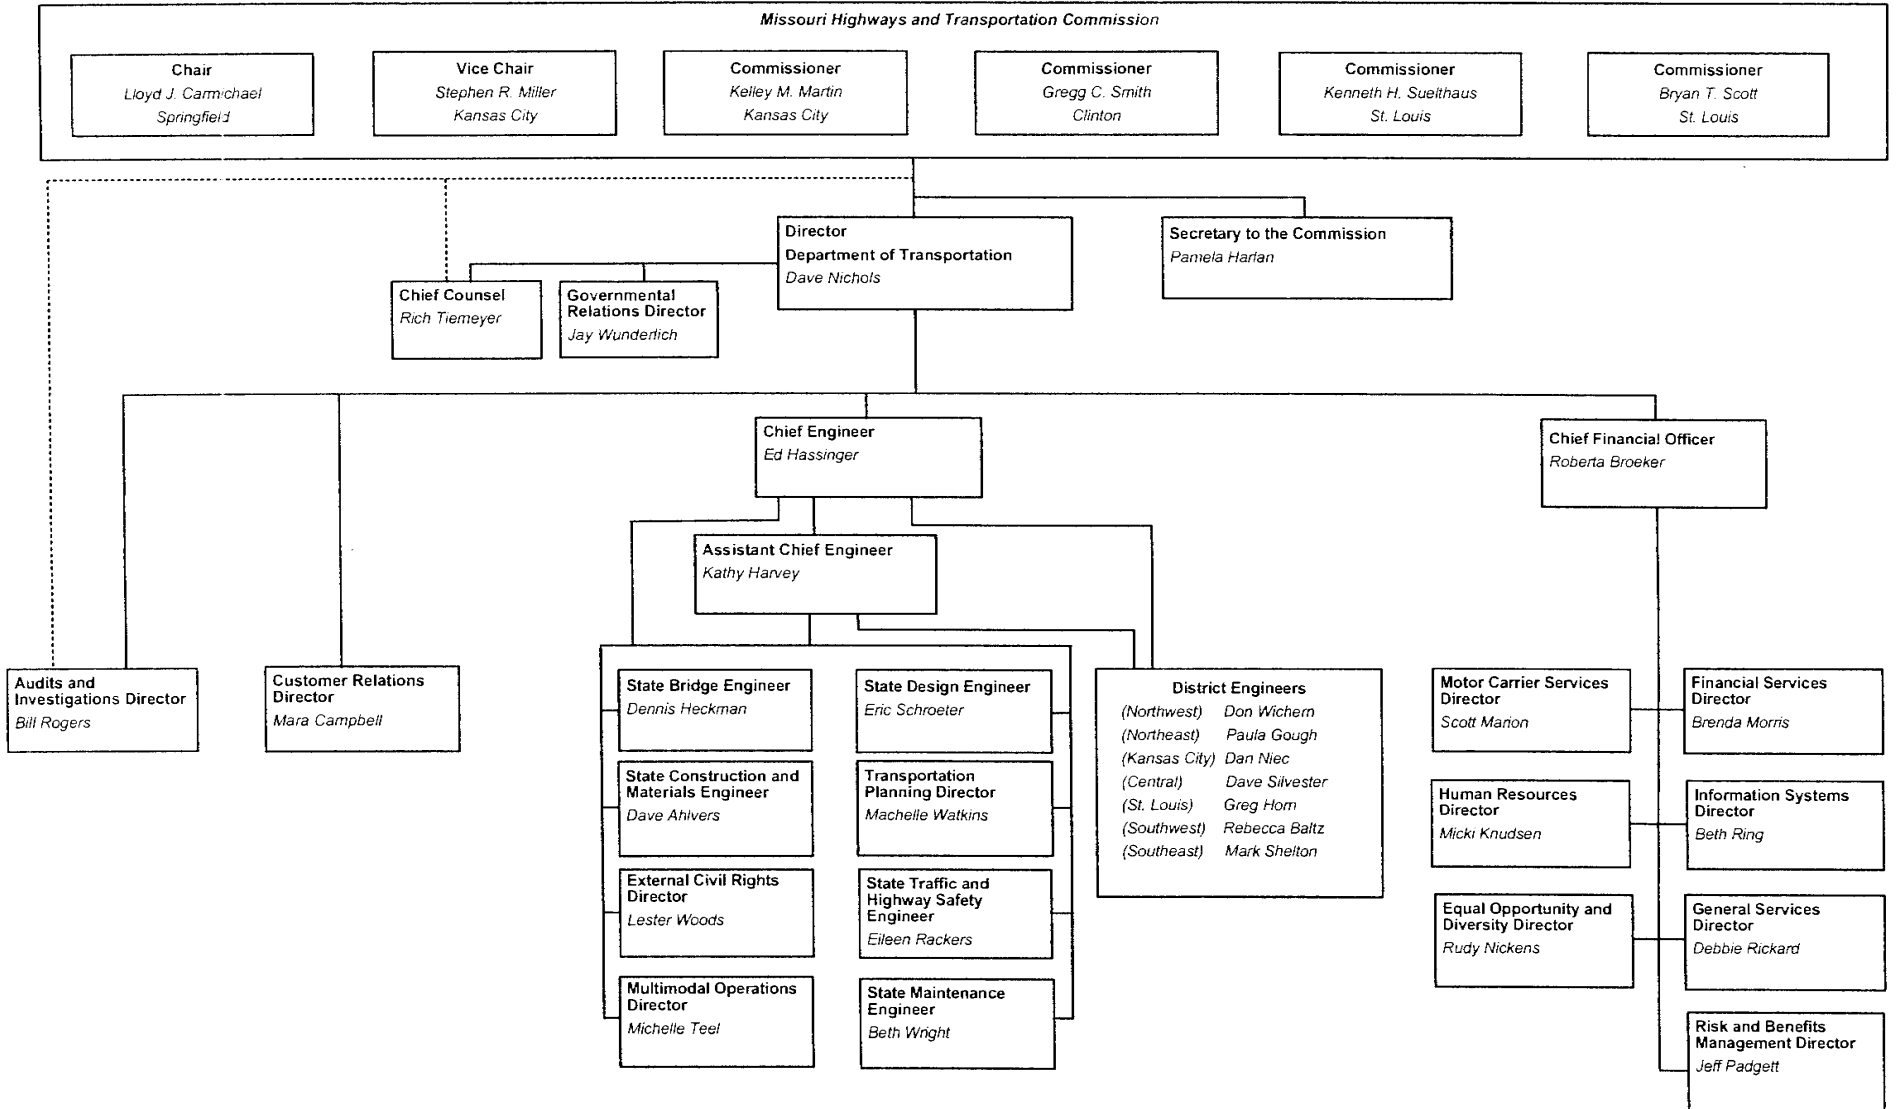 Missouri Highways and Transportation Commission
Chair
Lloyd J. Carmichael
Springfield
Vice Chair
Stephen R. Miller
Kansas City
Commissioner
Kelley M. Martin
Kansas City
Commissioner
Gregg C. Smith
Clinton
Commissioner
Kenneth H. Suelthaus
St. Louis
Commissioner
Bryan T. Scott
St. Louis
Director
Department of Transportation
Dave Nichols
Secretary to the Commission
Pamela Harlan
Chief Counsel
Rich Tiemeyer
Governmental
Relations Director
Jay Wunderlich
Chief Engineer
Ed Hassinger
Chief Financial Officer
Roberta Broeker
Assistant Chief Engineer
Kathy Harvey
Audits and
Investigations Director
Bill Rogers
Customer Relations
Director
Mara Campbell
State Bridge Engineer
Dennis Heckman
State Design Engineer
Eric Schroeter
State Construction and
Materials Engineer
Dave Ahlvers
Transportation
Planning Director
Machelle Watkins
External Civil Rights
Director
Lester Woods
State Traffic and
Highway Safety
Engineer
Eileen Rackers
Multimodal Operations
Director
Michelle Teel
State Maintenance
Engineer
Beth Wright
District Engineers
(Northwest) Don Wichern
(Northeast) Paula Gough
(Kansas City) Dan Niec
(Central) Dave Silvester
(St. Louis) Greg Horn
(Southwest) Rebecca Baltz
(Southeast) Mark Shelton
Motor Carrier Services
Director
Scott Marion
Financial Services
Director
Brenda Morris
Human Resources
Director
Micki Knudsen
Information Systems
Director
Beth Ring
Equal Opportunity and
Diversity Director
Rudy Nickens
General Services
Director
Debbie Rickard
Risk and Benefits
Management Director
Jeff Padgett